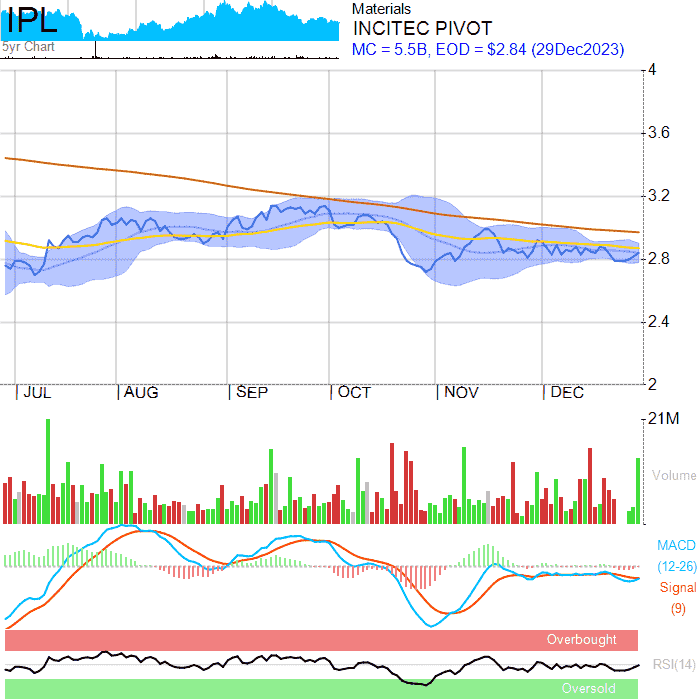 IPL
5yr Chart
Materials
INCITEC PIVOT
MC = 5.5B, EOD = $2.84 (29Dec2023)
4
3.6
3.2
2.8
2.4
2
JUL AUG SEP OCT NOV DEC
21M
Volume
MACD
(12-26)
Signal
(9)
Overbought
RSI(14)
Oversold